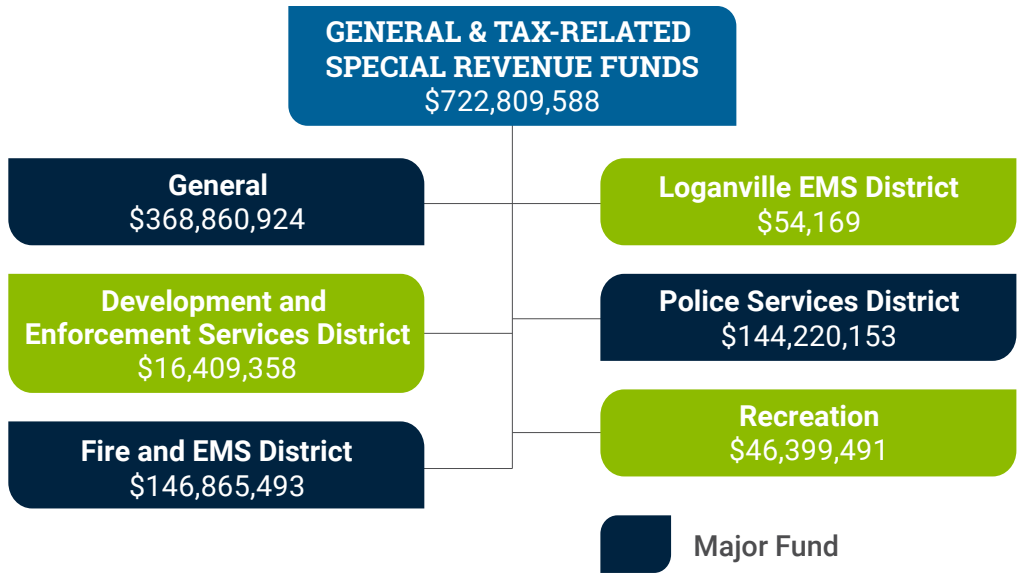 GENERAL & TAX-RELATED
SPECIAL REVENUE FUNDS
$722,809,588
General
$368,860,924
Loganville EMS District
$54,169
Development and
Enforcement Services District
$16,409,358
Police Services District
$144,220,153
Fire and EMS District
$146,865,493
Recreation
$46,399,491
Major Fund